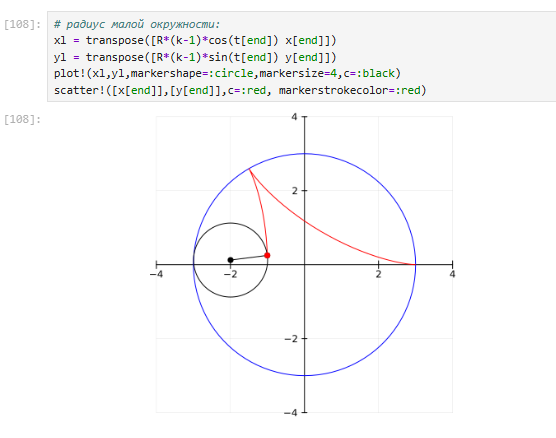 [108]:
# радиус малой окружности:
xl = transpose([R*(k-1)*cos(t[end]) x[end]])
yl = transpose([R*(k-1)*sin(t[end]) y[end]])
plot!(xl,yl,markershape=:circle,markersize=4,c=:black)
scatter!([x[end]],[y[end]],c=:red, markerstrokecolor=:red)
[108]:
4
2
−4
−2
2
4
−2
−4